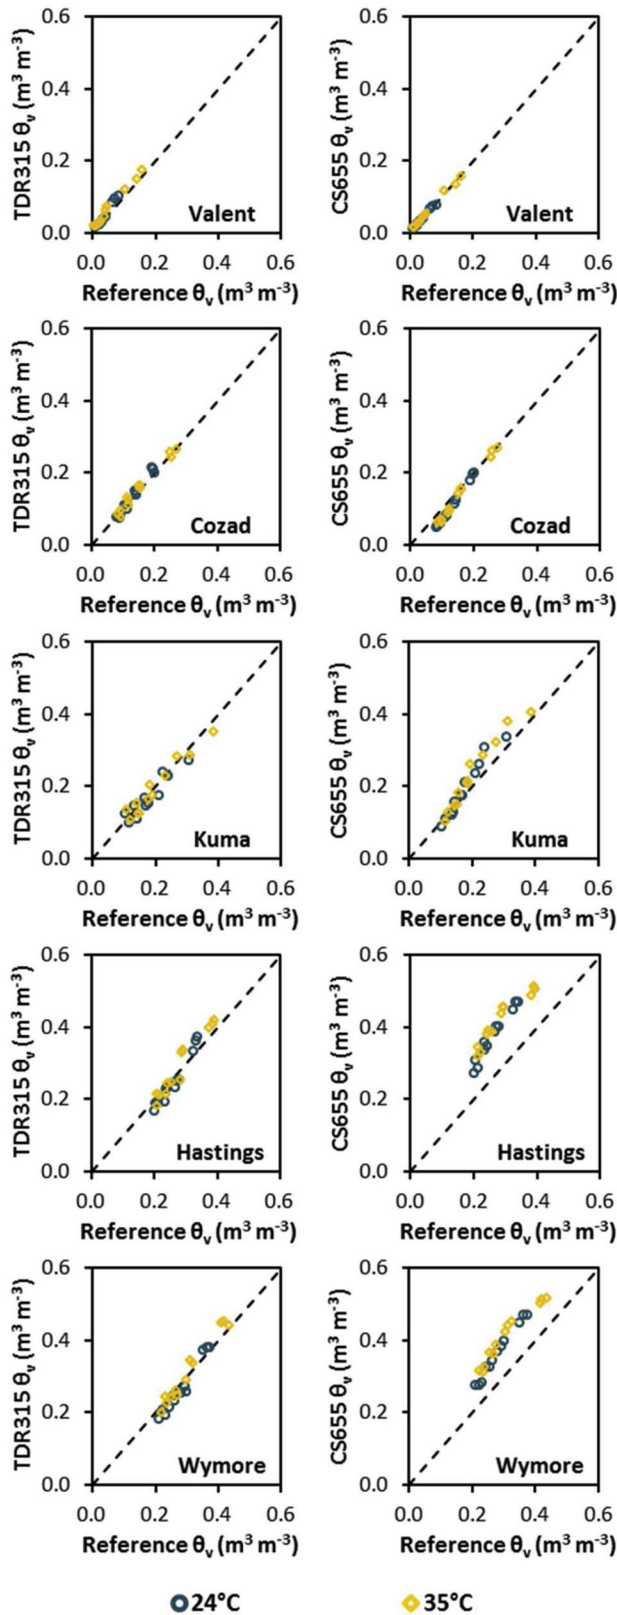 0.6 0.6
TDR315 θv (m³ m⁻³) CS655 θv (m³ m⁻³)
0.4 0.4
0.2 0.2
Valent Valent
0.0 0.0
0.0 0.2 0.4 0.6 0.0 0.2 0.4 0.6
Reference θv (m³ m⁻³) Reference θv (m³ m⁻³)
0.6 0.6
TDR315 θv (m³ m⁻³) CS655 θv (m³ m⁻³)
0.4 0.4
0.2 0.2
Cozad Cozad
0.0 0.0
0.0 0.2 0.4 0.6 0.0 0.2 0.4 0.6
Reference θv (m³ m⁻³) Reference θv (m³ m⁻³)
0.6 0.6
TDR315 θv (m³ m⁻³) CS655 θv (m³ m⁻³)
0.4 0.4
0.2 0.2
Kuma Kuma
0.0 0.0
0.0 0.2 0.4 0.6 0.0 0.2 0.4 0.6
Reference θv (m³ m⁻³) Reference θv (m³ m⁻³)
0.6 0.6
TDR315 θv (m³ m⁻³) CS655 θv (m³ m⁻³)
0.4 0.4
0.2 0.2
Hastings Hastings
0.0 0.0
0.0 0.2 0.4 0.6 0.0 0.2 0.4 0.6
Reference θv (m³ m⁻³) Reference θv (m³ m⁻³)
0.6 0.6
TDR315 θv (m³ m⁻³) CS655 θv (m³ m⁻³)
0.4 0.4
0.2 0.2
Wymore Wymore
0.0 0.0
0.0 0.2 0.4 0.6 0.0 0.2 0.4 0.6
Reference θv (m³ m⁻³) Reference θv (m³ m⁻³)
24°C 35°C